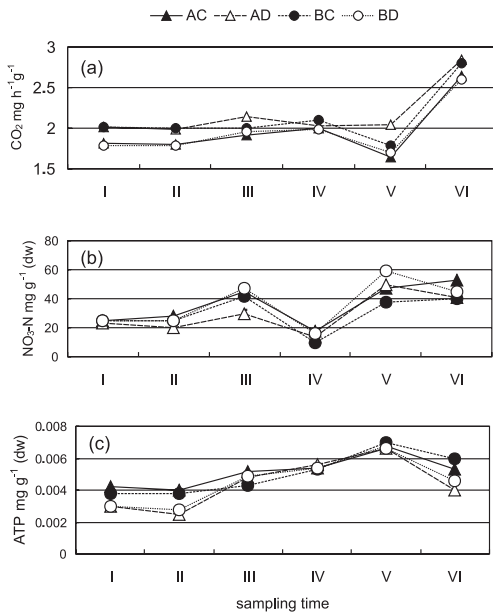 AC AD BC BD
(a)
CO₂ mg h⁻¹g⁻¹
3
2.5
2
1.5
I II III IV V VI
(b)
NO₃-N mg g⁻¹ (dw)
80
60
40
20
0
I II III IV V VI
(c)
ATP mg g⁻¹ (dw)
0.008
0.006
0.004
0.002
0
I II III IV V VI
sampling time